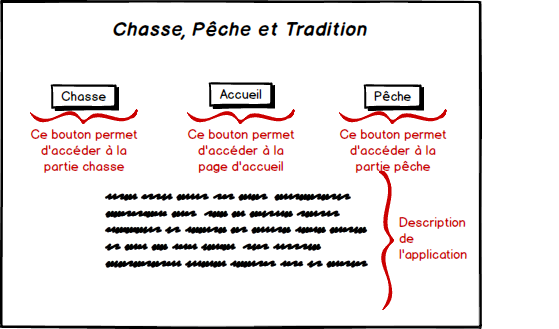 Chasse, Pêche et Tradition
Chasse
Accueil
Pêche
Ce bouton permet
d'accéder à la
partie chasse
Ce bouton permet
d'accéder à la
page d'accueil
Ce bouton permet
d'accéder à la
partie pêche
Description
de
l'application